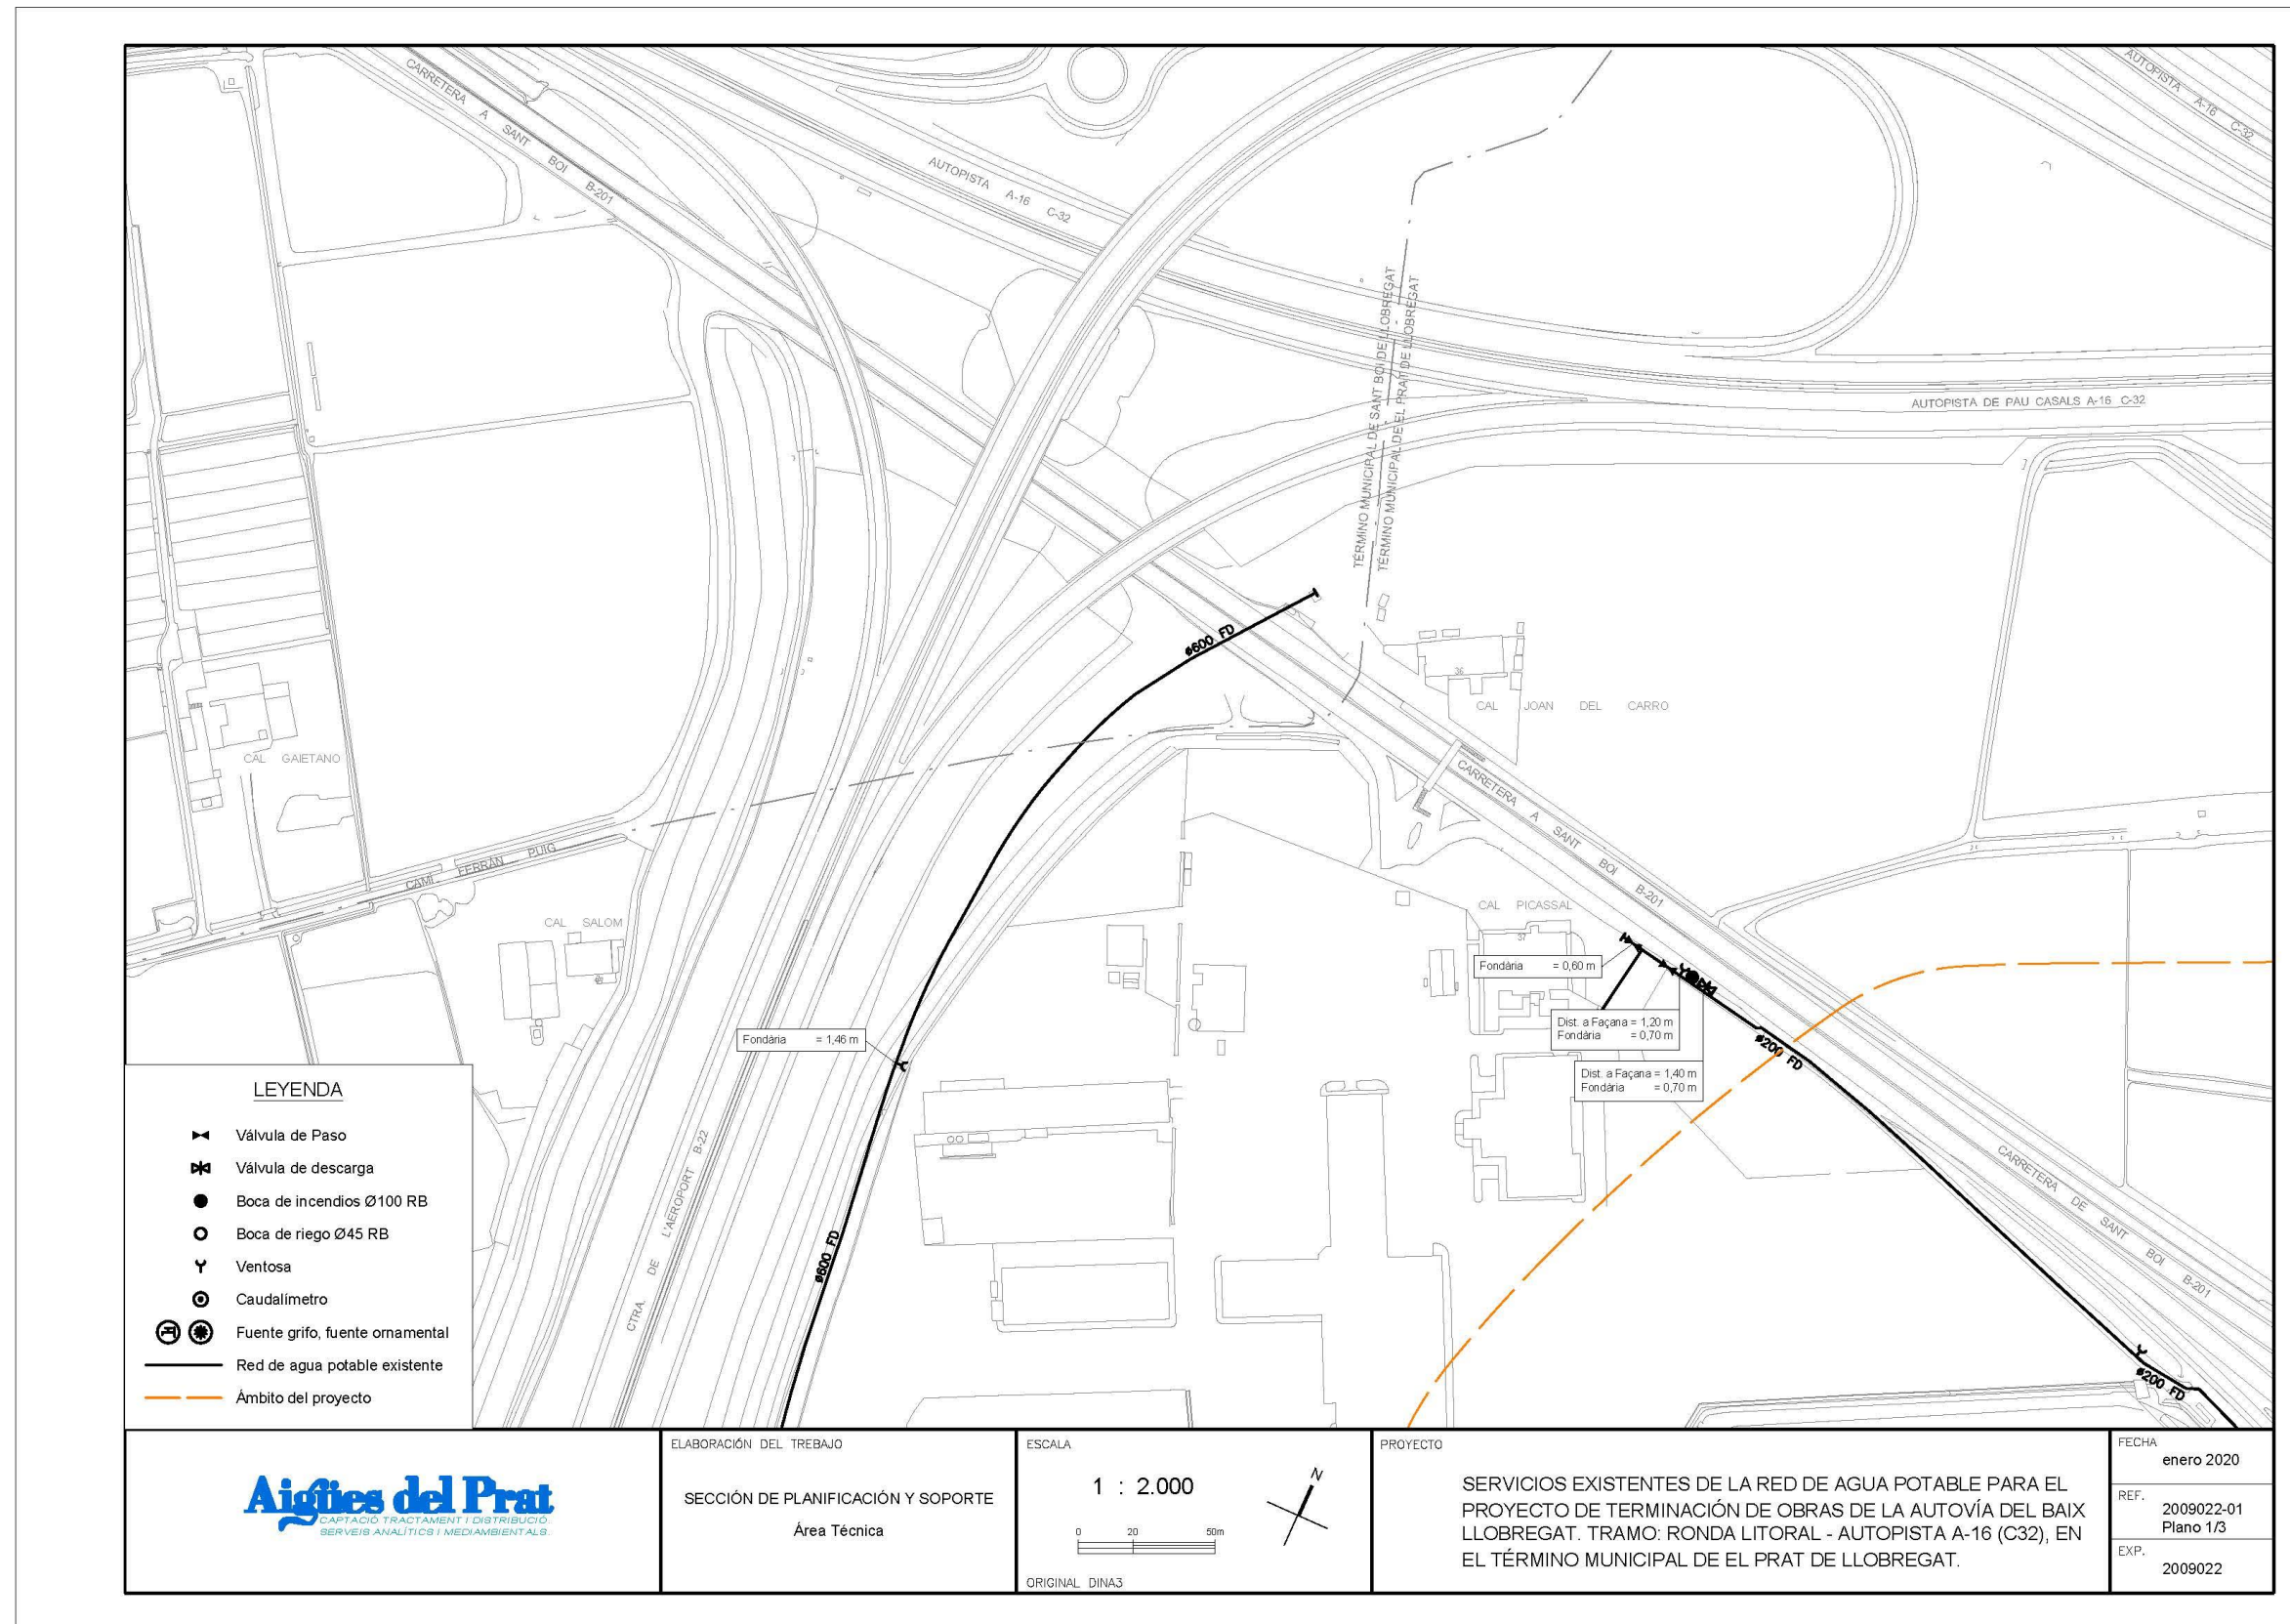 CARRETERA A SANT BOI B-201
AUTOPISTA A-16 C-32
AUTOPISTA A-16 C-32
TÉRMINO MUNICIPAL DE SANT BOI DE LLOBREGAT
TÉRMINO MUNICIPAL DE EL PRAT DE LLOBREGAT
AUTOPISTA DE PAU CASALS A-16 C-32
ø600 FD
36
CAL JOAN DEL CARRO
CAL GAIETANO
CARRETERA A SANT BOI B-201
CAMÍ FERRAN PUIG
CAL SALOM
CAL PICASSAL
37
Fondària = 0,60 m
Dist. a Façana = 1,20 m
Fondària = 0,70 m
Dist. a Façana = 1,40 m
Fondària = 0,70 m
Fondària = 1,46 m
ø200 FD
CTRA. DE L'AEROPORT B-22
ø600 FD
CARRETERA DE SANT BOI B-201
ø200 FD
LEYENDA
Válvula de Paso
Válvula de descarga
Boca de incendios Ø100 RB
Boca de riego Ø45 RB
Ventosa
Caudalímetro
Fuente grifo, fuente ornamental
Red de agua potable existente
Ámbito del proyecto
Aigües del Prat
CAPTACIÓ TRACTAMENT I DISTRIBUCIÓ.
SERVEIS ANALÍTICS I MEDIAMBIENTALS.
ELABORACIÓN DEL TREBAJO
SECCIÓN DE PLANIFICACIÓN Y SOPORTE
Área Técnica
ESCALA
1 : 2.000
0 20 50m
N
ORIGINAL DINA3
PROYECTO
SERVICIOS EXISTENTES DE LA RED DE AGUA POTABLE PARA EL
PROYECTO DE TERMINACIÓN DE OBRAS DE LA AUTOVÍA DEL BAIX
LLOBREGAT. TRAMO: RONDA LITORAL - AUTOPISTA A-16 (C32), EN
EL TÉRMINO MUNICIPAL DE EL PRAT DE LLOBREGAT.
FECHA
enero 2020
REF.
2009022-01
Plano 1/3
EXP.
2009022